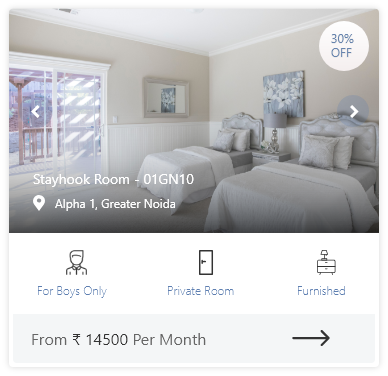 30%
OFF
Stayhook Room - 01GN10
Alpha 1, Greater Noida
For Boys Only
Private Room
Furnished
From ₹ 14500 Per Month